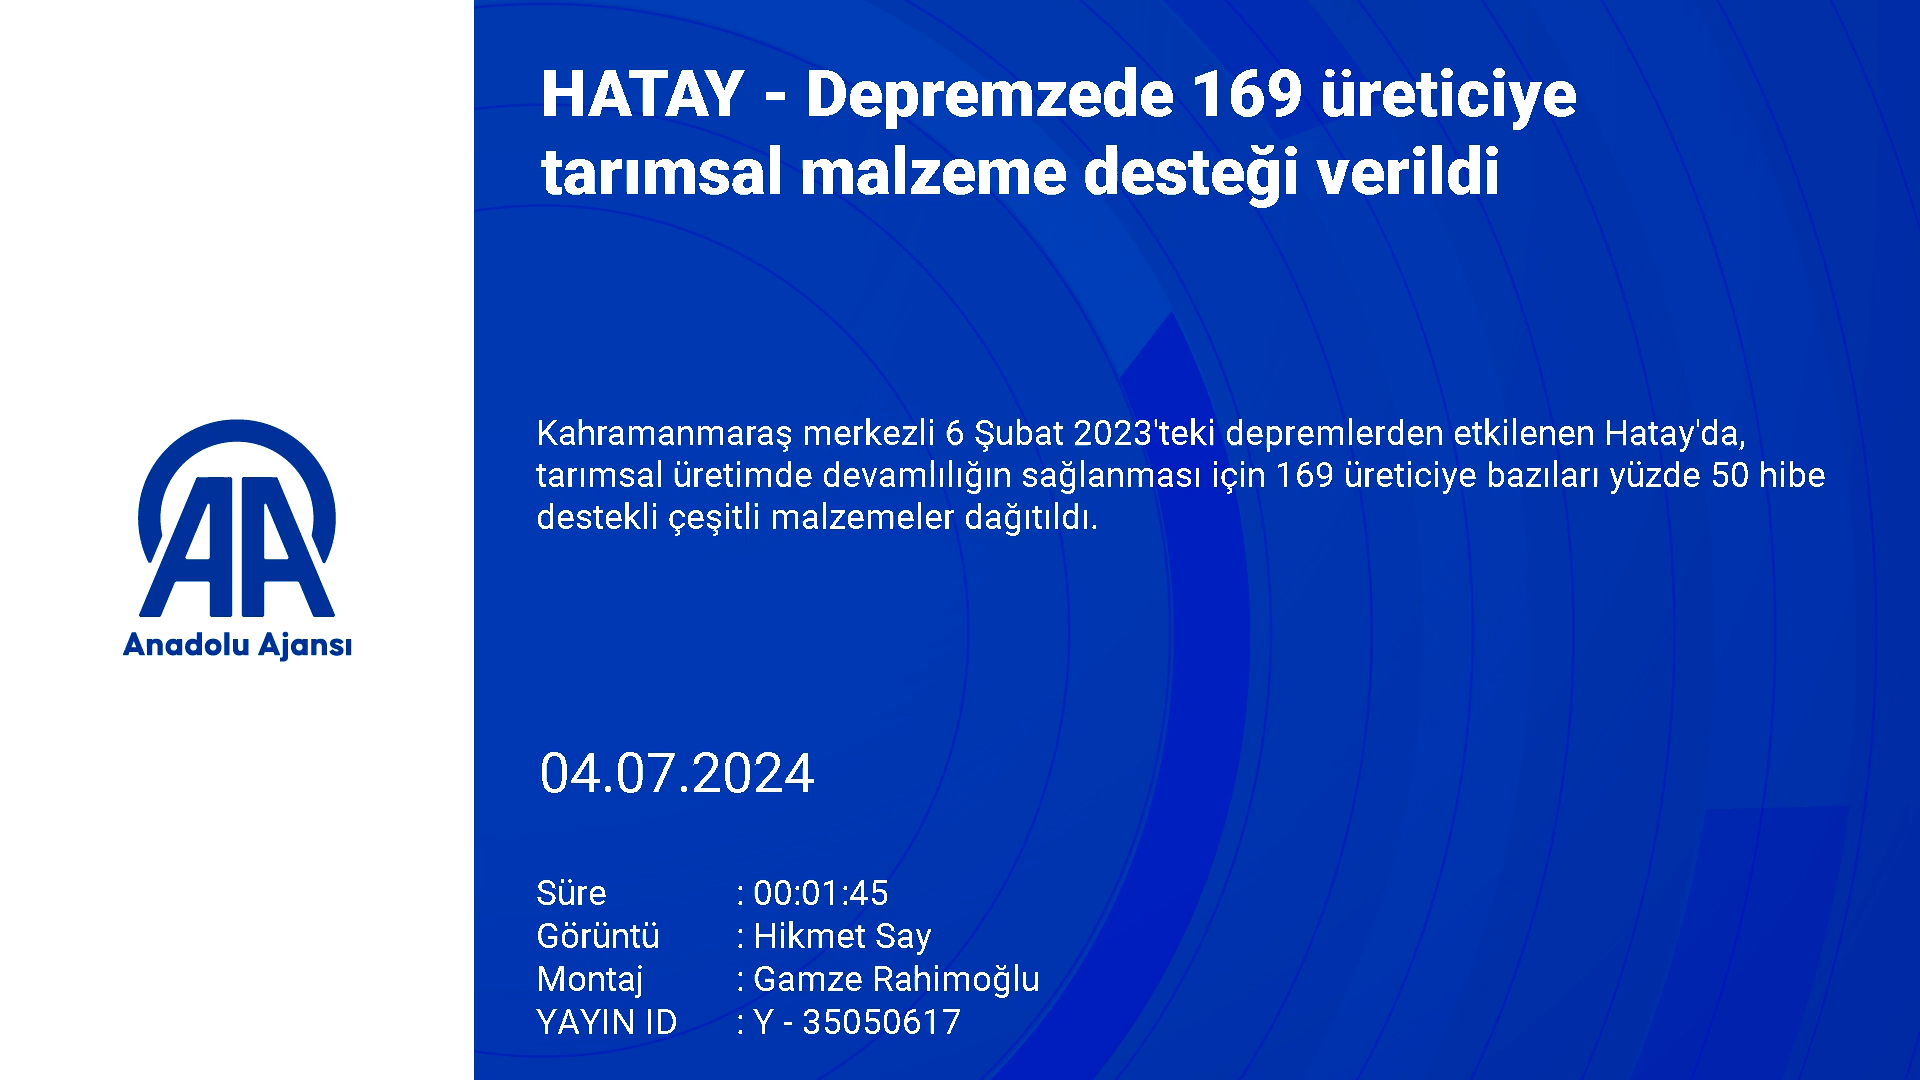 HATAY - Depremzede 169 üreticiye
tarımsal malzeme desteği verildi
Kahramanmaraş merkezli 6 Şubat 2023'teki depremlerden etkilenen Hatay'da,
tarımsal üretimde devamlılığın sağlanması için 169 üreticiye bazıları yüzde 50 hibe
destekli çeşitli malzemeler dağıtıldı.
AA
Anadolu Ajansı
04.07.2024
Süre : 00:01:45
Görüntü : Hikmet Say
Montaj : Gamze Rahimoğlu
YAYIN ID : Y - 35050617